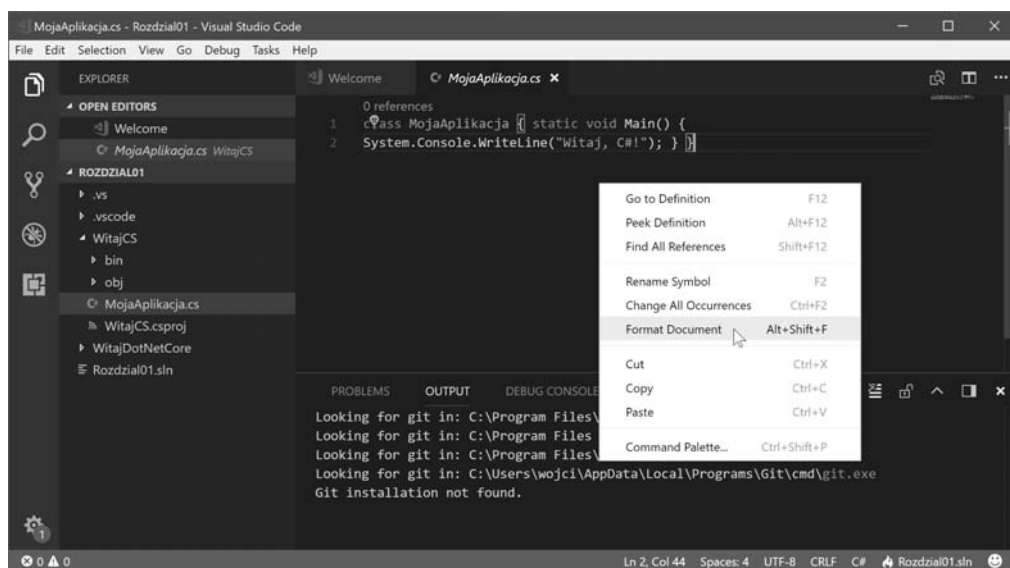 MojaAplikacja.cs - Rozdzial01 - Visual Studio Code
File Edit Selection View Go Debug Tasks Help
EXPLORER
OPEN EDITORS
Welcome
MojaAplikacja.cs WitajCS
ROZDZIAL01
.vs
.vscode
WitajCS
bin
obj
MojaAplikacja.cs
WitajCS.csproj
WitajDotNetCore
Rozdzial01.sln
1
Welcome MojaAplikacja.cs
0 references
1 class MojaAplikacja { static void Main() {
2 System.Console.WriteLine("Witaj, C#!"); } }
Go to Definition F12
Peek Definition Alt+F12
Find All References Shift+F12
Rename Symbol F2
Change All Occurrences Ctrl+F2
Format Document Alt+Shift+F
Cut Ctrl+X
Copy Ctrl+C
Paste Ctrl+V
Command Palette... Ctrl+Shift+P
PROBLEMS OUTPUT DEBUG CONSOLE
Looking for git in: C:\Program Files\
Looking for git in: C:\Program Files
Looking for git in: C:\Program Files\
Looking for git in: C:\Users\wojci\AppData\Local\Programs\Git\cmd\git.exe
Git installation not found.
0 0 Ln 2, Col 44 Spaces: 4 UTF-8 CRLF C# Rozdzial01.sln